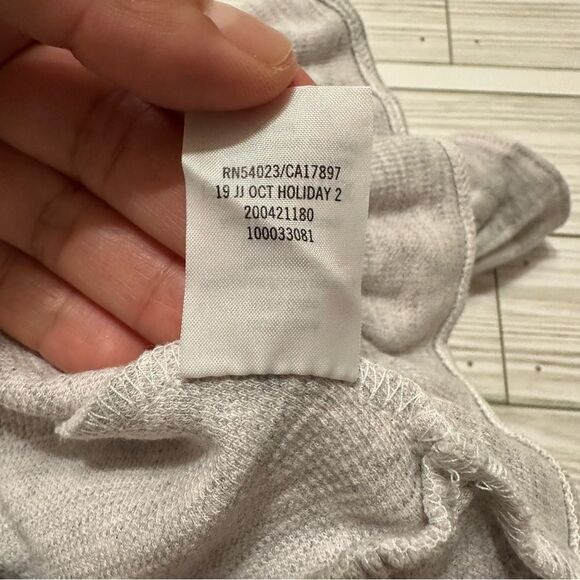 RN54023/CA17897
19 JJ OCT HOLIDAY 2
200421180
100033081